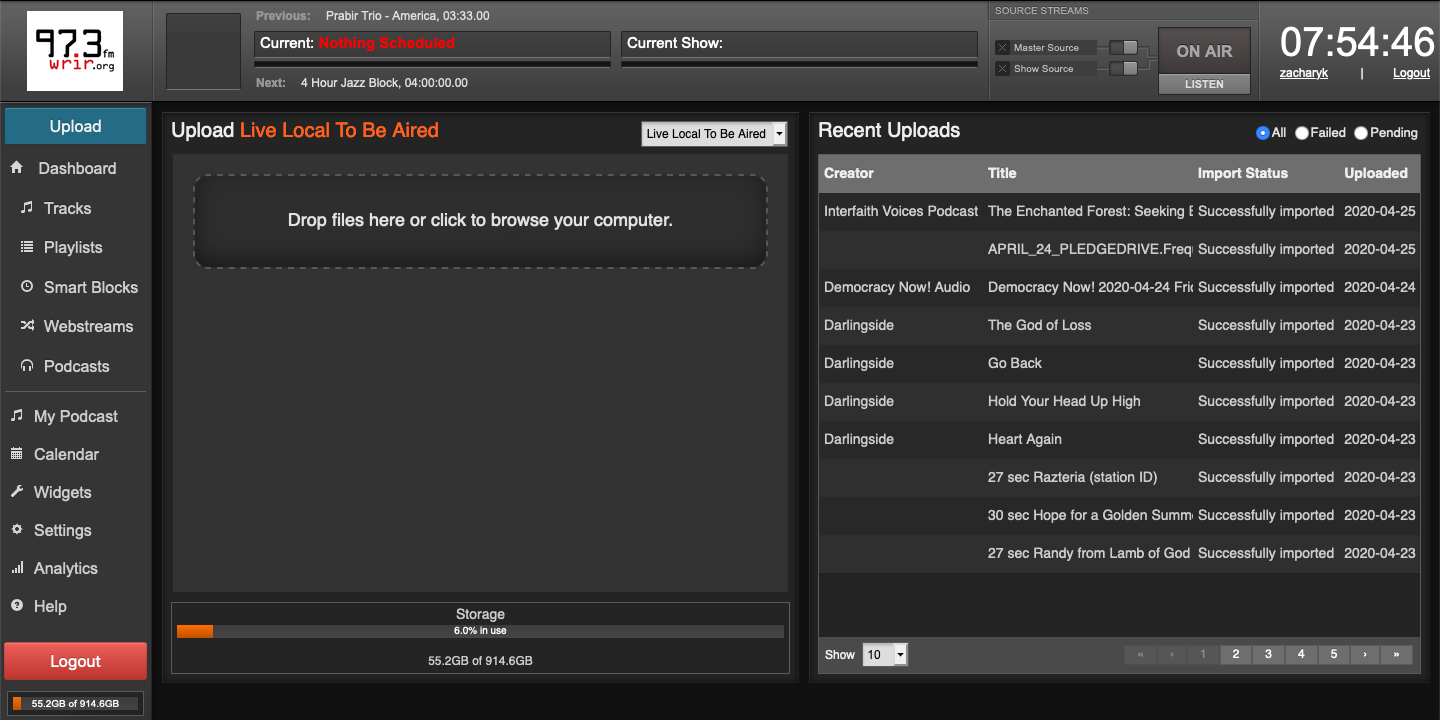 97.3 fm
wrir.org
Previous: Prabir Trio - America, 03:33.00
Current: Nothing Scheduled
Current Show:
Next: 4 Hour Jazz Block, 04:00:00.00
SOURCE STREAMS
Master Source
Show Source
ON AIR
LISTEN
07:54:46
zacharyk | Logout
Upload
Dashboard
Tracks
Playlists
Smart Blocks
Webstreams
Podcasts
My Podcast
Calendar
Widgets
Settings
Analytics
Help
Logout
55.2GB of 914.6GB
Upload Live Local To Be Aired
Live Local To Be Aired
Drop files here or click to browse your computer.
Storage
6.0% in use
55.2GB of 914.6GB
Recent Uploads
All Failed Pending
Creator Title Import Status Uploaded
Interfaith Voices Podcast The Enchanted Forest: Seeking E Successfully imported 2020-04-25
APRIL_24_PLEDGEDRIVE.Freq Successfully imported 2020-04-25
Democracy Now! Audio Democracy Now! 2020-04-24 Fri Successfully imported 2020-04-24
Darlingside The God of Loss Successfully imported 2020-04-23
Darlingside Go Back Successfully imported 2020-04-23
Darlingside Hold Your Head Up High Successfully imported 2020-04-23
Darlingside Heart Again Successfully imported 2020-04-23
27 sec Razteria (station ID) Successfully imported 2020-04-23
30 sec Hope for a Golden Summ Successfully imported 2020-04-23
27 sec Randy from Lamb of God Successfully imported 2020-04-23
Show 10
« ‹ 1 2 3 4 5 › »